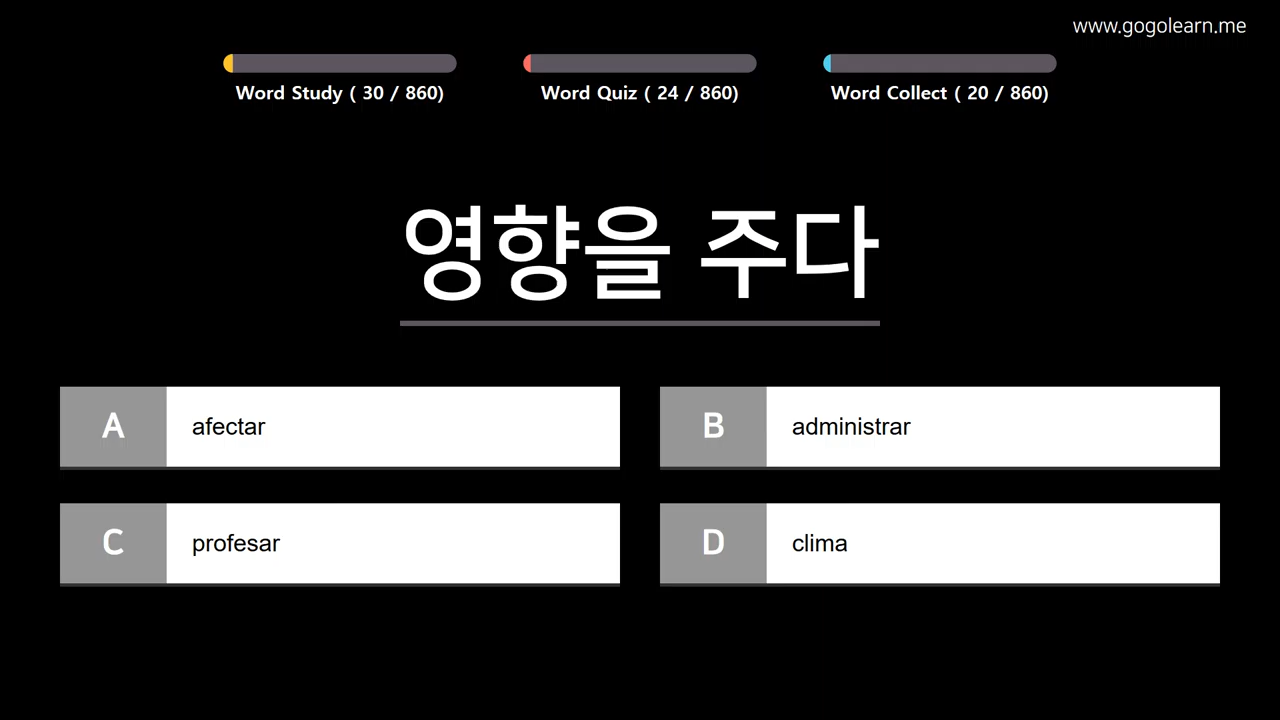 www.gogolearn.me
Word Study ( 30 / 860)
Word Quiz ( 24 / 860)
Word Collect ( 20 / 860)
영향을 주다
A afectar
B administrar
C profesar
D clima